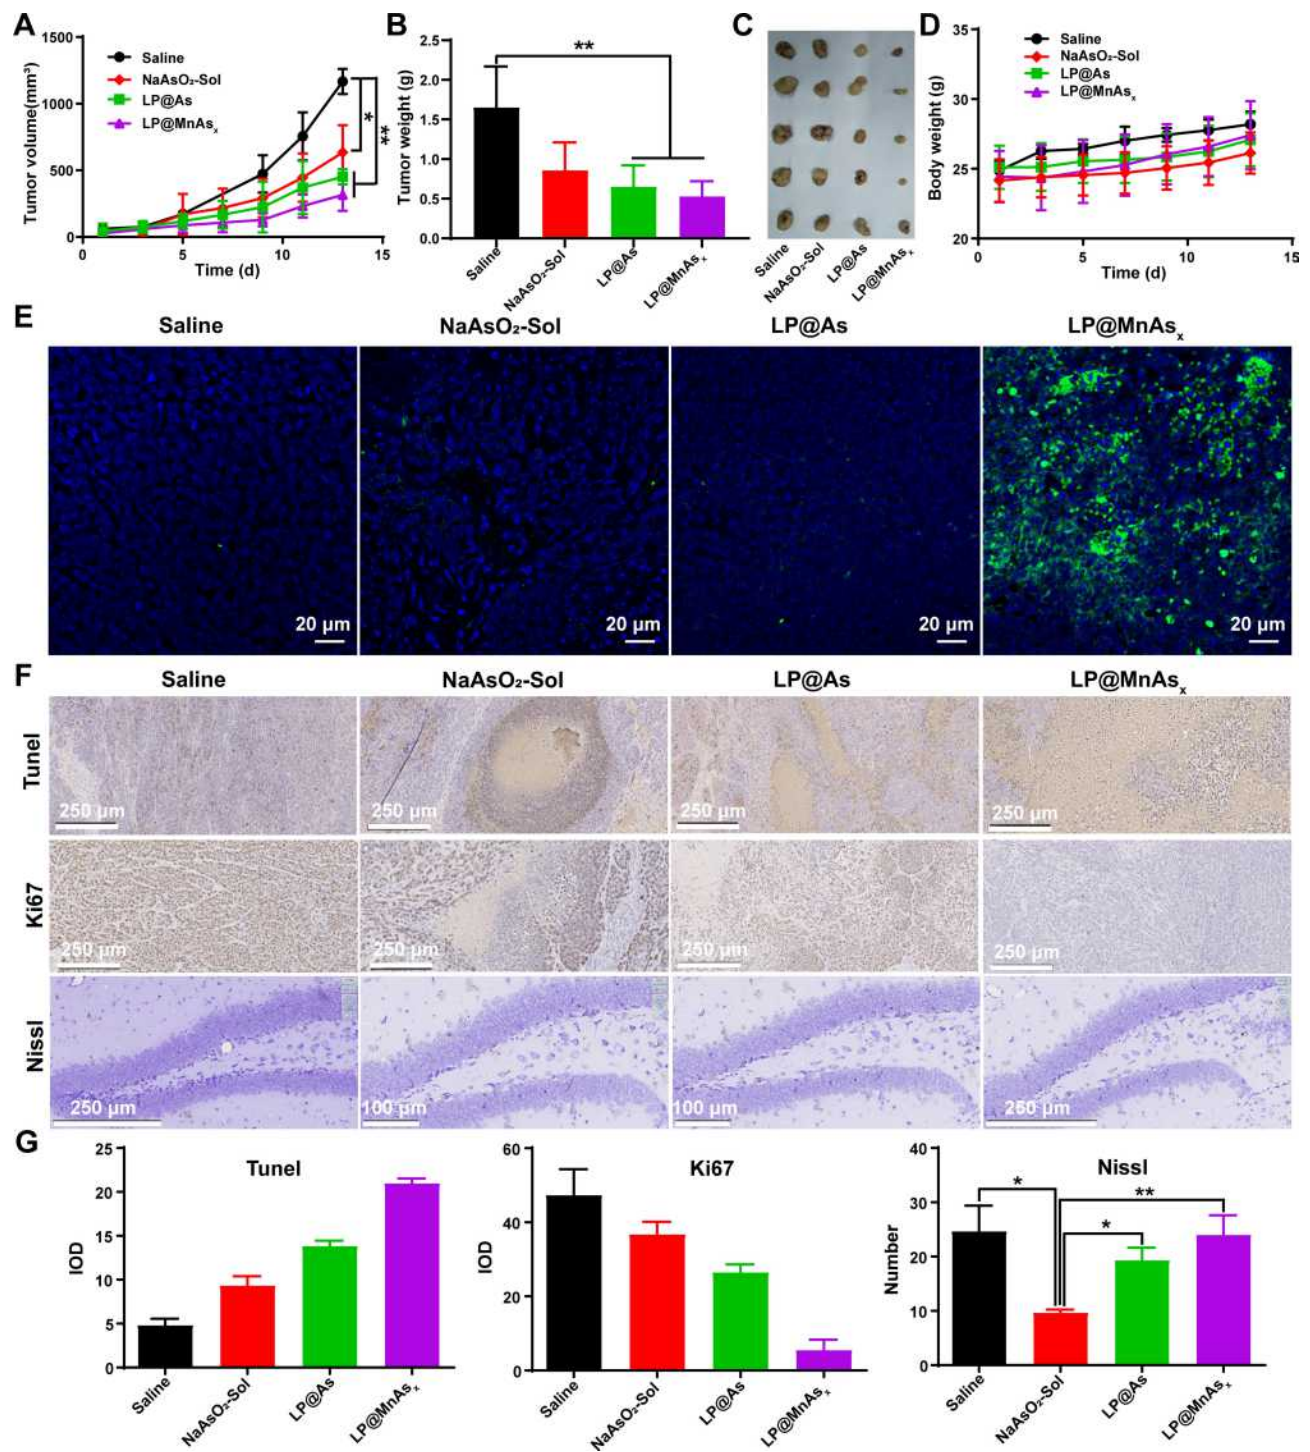 A
Tumor volume(mm³)
1500
1000
500
0
0
5
10
15
Time (d)
Saline
NaAsO₂-Sol
LP@As
LP@MnAsₓ
*
**
B
Tumor weight (g)
2.5
2.0
1.5
1.0
0.5
0.0
**
Saline
NaAsO₂-Sol
LP@As
LP@MnAsₓ
C
Saline
NaAsO₂-Sol
LP@As
LP@MnAsₓ
D
Body weight (g)
35
30
25
20
0
5
10
15
Time (d)
Saline
NaAsO₂-Sol
LP@As
LP@MnAsₓ
E
Saline
NaAsO₂-Sol
LP@As
LP@MnAsₓ
20 μm
20 μm
20 μm
20 μm
F
Saline
NaAsO₂-Sol
LP@As
LP@MnAsₓ
Tunel
250 μm
250 μm
250 μm
250 μm
Ki67
250 μm
250 μm
250 μm
250 μm
Nissl
250 μm
100 μm
100 μm
250 μm
G
Tunel
IOD
25
20
15
10
5
0
Saline
NaAsO₂-Sol
LP@As
LP@MnAsₓ
Ki67
IOD
60
40
20
0
Saline
NaAsO₂-Sol
LP@As
LP@MnAsₓ
Nissl
Number
40
30
20
10
0
*
**
*
Saline
NaAsO₂-Sol
LP@As
LP@MnAsₓ